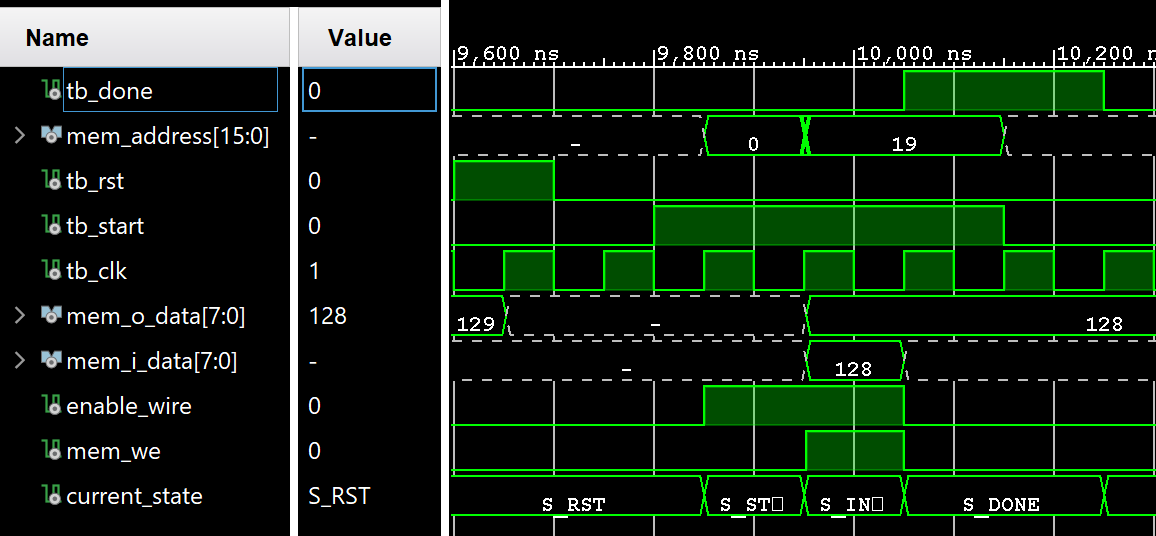 Name Value
9,600 ns 9,800 ns 10,000 ns 10,200 n
tb_done 0
mem_address[15:0] - - 0 19
tb_rst 0
tb_start 0
tb_clk 1
mem_o_data[7:0] 128 129 - 128
mem_i_data[7:0] - - 128
enable_wire 0
mem_we 0
current_state S_RST S_RST S_ST□ S_IN□ S_DONE